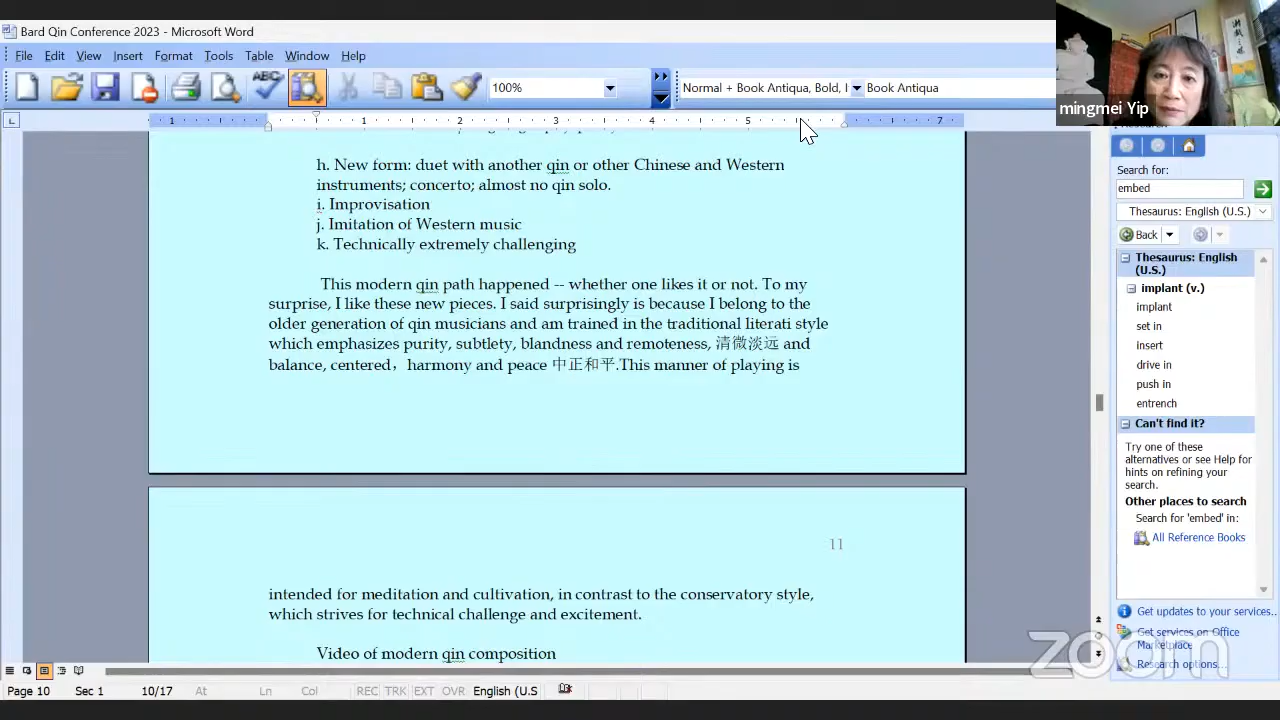 Bard Qin Conference 2023 - Microsoft Word
File Edit View Insert Format Tools Table Window Help
100% Normal + Book Antiqua, Bold, I Book Antiqua
mingmei Yip
1 1 2 3 4 5 7
h. New form: duet with another qin or other Chinese and Western
instruments; concerto; almost no qin solo.
i. Improvisation
j. Imitation of Western music
k. Technically extremely challenging
This modern qin path happened -- whether one likes it or not. To my
surprise, I like these new pieces. I said surprisingly is because I belong to the
older generation of qin musicians and am trained in the traditional literati style
which emphasizes purity, subtlety, blandness and remoteness, 清微淡远 and
balance, centered，harmony and peace 中正和平.This manner of playing is
11
intended for meditation and cultivation, in contrast to the conservatory style,
which strives for technical challenge and excitement.
Video of modern qin composition
Search for:
embed
Thesaurus: English (U.S.)
Back
Thesaurus: English
(U.S.)
implant (v.)
implant
set in
insert
drive in
push in
entrench
Can't find it?
Try one of these
alternatives or see Help for
hints on refining your
search.
Other places to search
Search for 'embed' in:
All Reference Books
Get updates to your services...
Get services on Office
Marketplace
Research options...
zoom
Page 10 Sec 1 10/17 At Ln Col REC TRK EXT OVR English (U.S